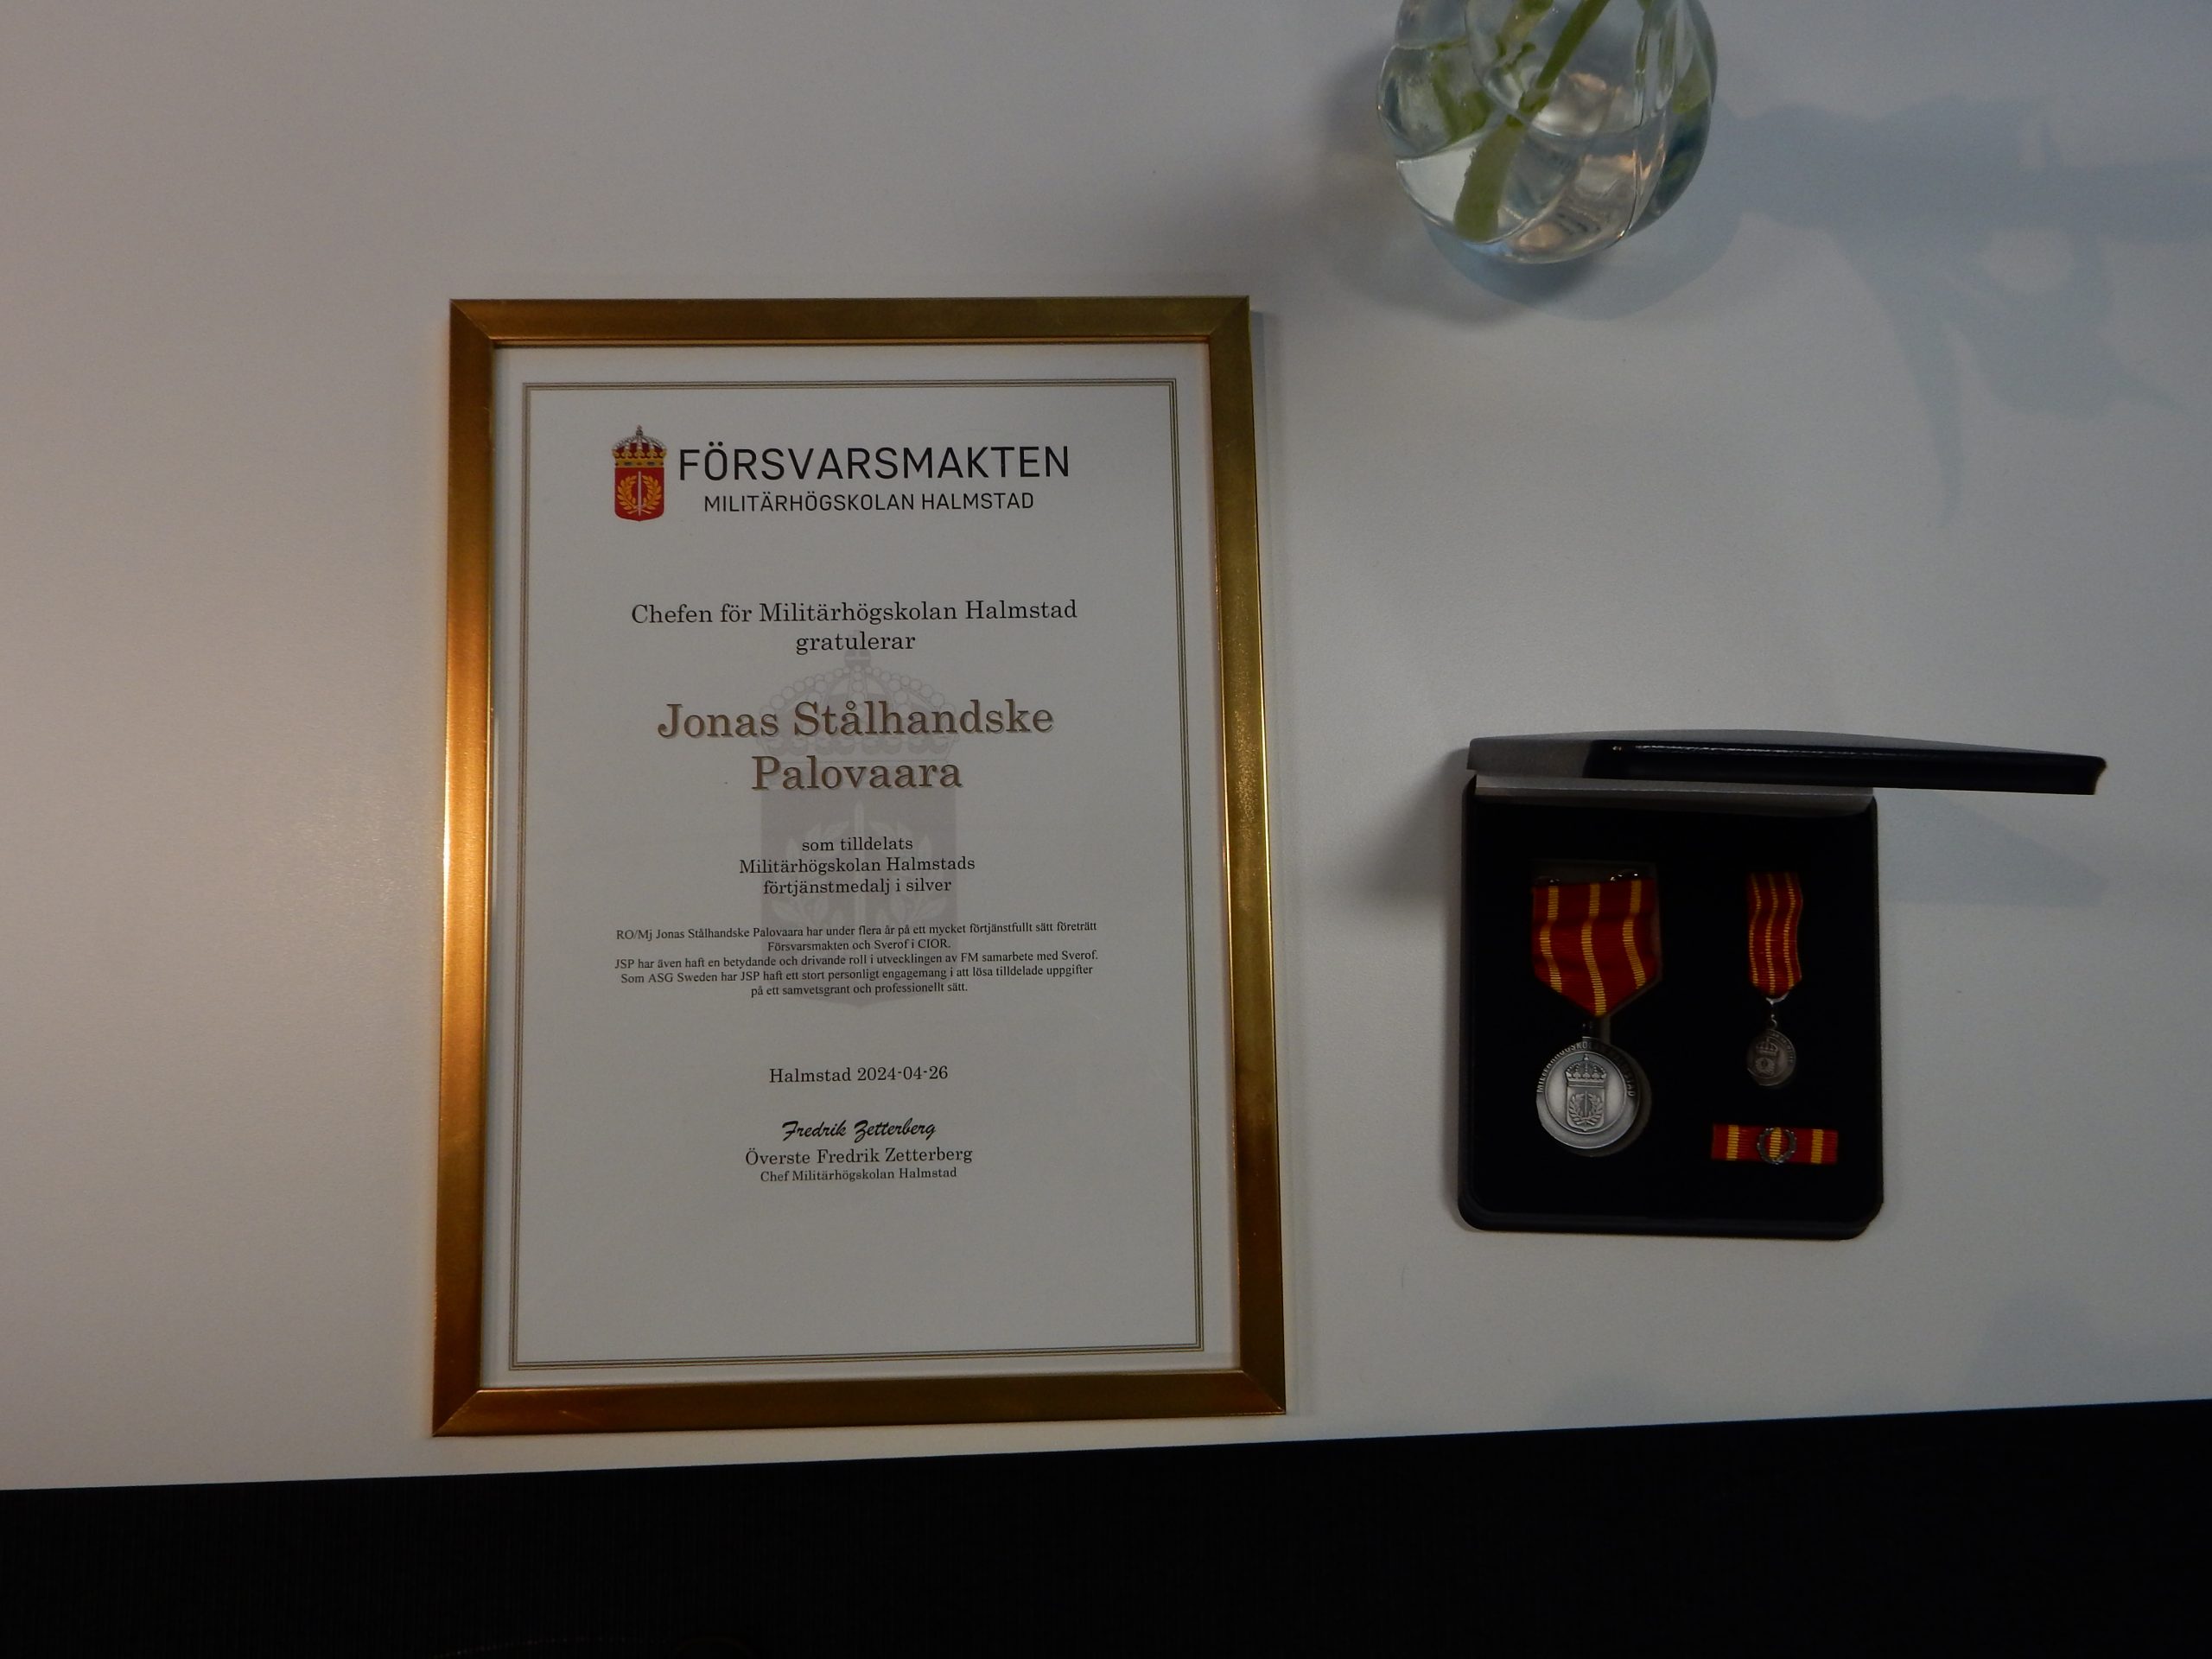 FÖRSVARSMAKTEN
MILITÄRHÖGSKOLAN HALMSTAD
Chefen för Militärhögskolan Halmstad
gratulerar
Jonas Stålhandske
Palovaara
som tilldelats
Militärhögskolan Halmstads
förtjänstmedalj i silver
RO/Mj Jonas Stålhandske Palovaara har under flera år på ett mycket förtjänstfullt sätt företrätt
Försvarsmakten och Sverof i CIOR.
JSP har även haft en betydande och drivande roll i utvecklingen av FM samarbete med Sverof.
Som ASG Sweden har JSP haft ett stort personligt engagemang i att lösa tilldelade uppgifter
på ett samvetsgrant och professionellt sätt.
Halmstad 2024-04-26
Fredrik Zetterberg
Överste Fredrik Zetterberg
Chef Militärhögskolan Halmstad